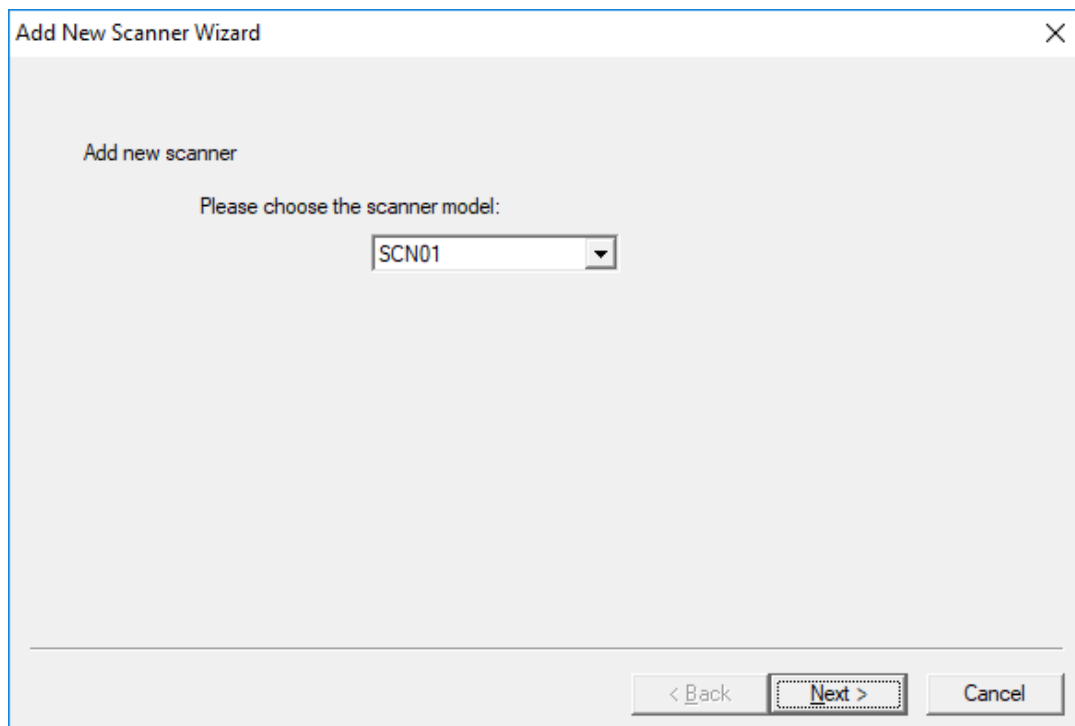 Add New Scanner Wizard
Add new scanner
Please choose the scanner model:
SCN01
< Back Next > Cancel